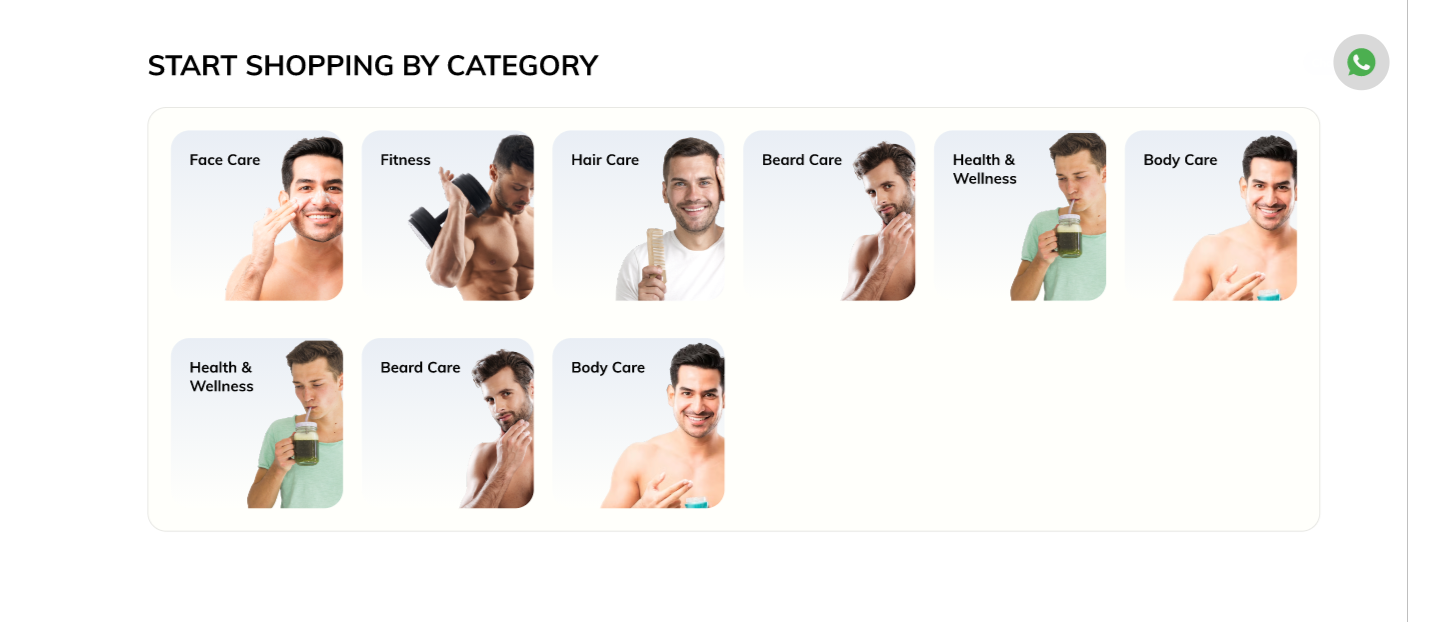 START SHOPPING BY CATEGORY
Face Care
Fitness
Hair Care
Beard Care
Health &
Wellness
Body Care
Health &
Wellness
Beard Care
Body Care